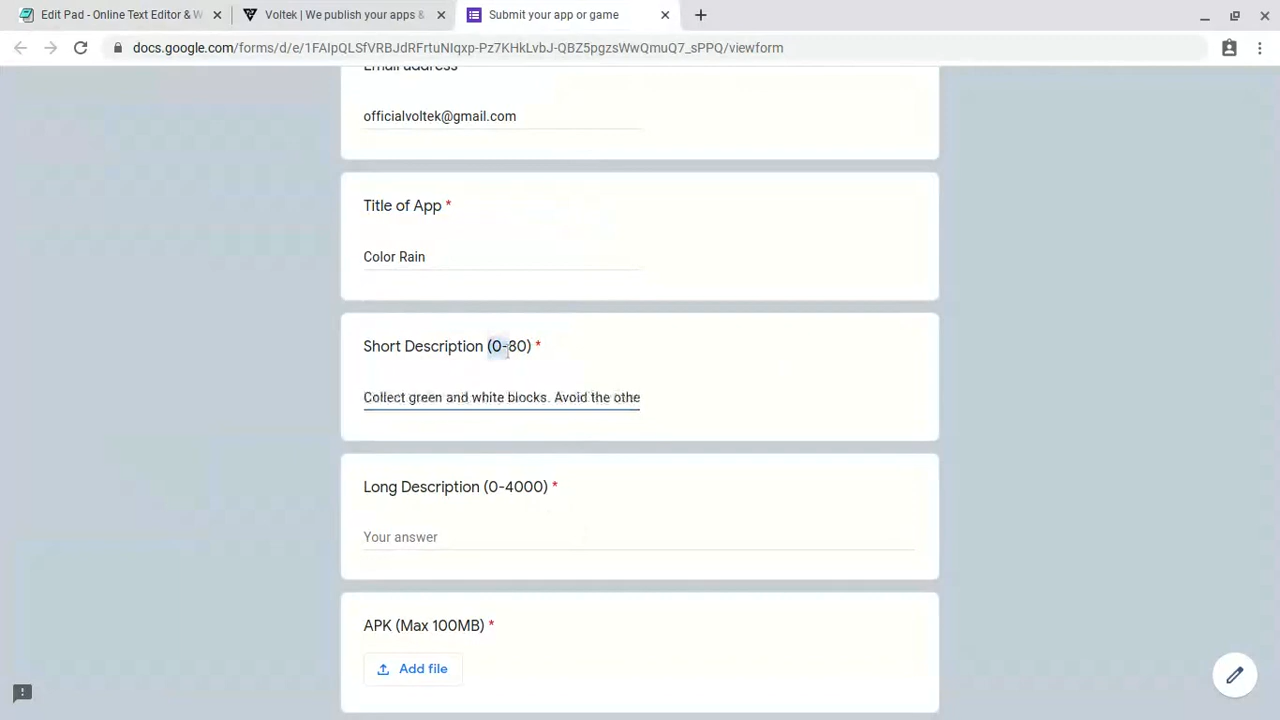 Edit Pad - Online Text Editor & W
Voltek | We publish your apps &
Submit your app or game
docs.google.com/forms/d/e/1FAIpQLSfVRBJdRFrtuNIqxp-Pz7KHkLvbJ-QBZ5pgzsWwQmuQ7_sPPQ/viewform
Email address
officialvoltek@gmail.com
Title of App *
Color Rain
Short Description (0-80) *
Collect green and white blocks. Avoid the othe
Long Description (0-4000) *
Your answer
APK (Max 100MB) *
Add file